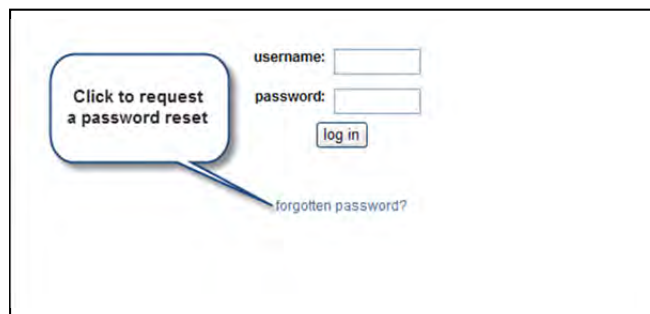 username:
Click to request
a password reset
password:
log in
forgotten password?